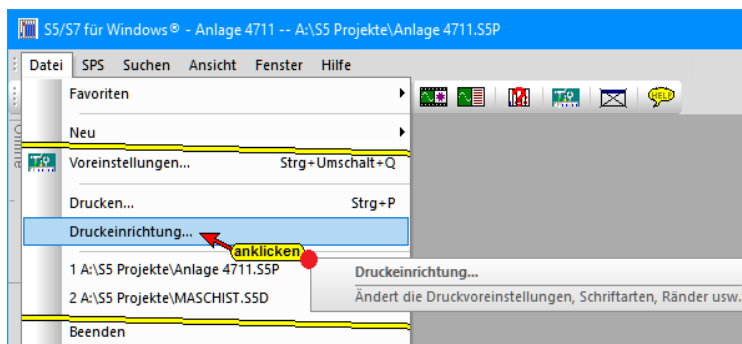 S5/S7 für Windows® - Anlage 4711 -- A:\S5 Projekte\Anlage 4711.S5P
Datei SPS Suchen Ansicht Fenster Hilfe
Favoriten
HELP
Neu
Voreinstellungen... Strg+Umschalt+Q
Drucken... Strg+P
Druckeinrichtung...
anklicken
1 A:\S5 Projekte\Anlage 4711.S5P
Druckeinrichtung...
2 A:\S5 Projekte\MASCHIST.S5D
Ändert die Druckvoreinstellungen, Schriftarten, Ränder usw.
Beenden